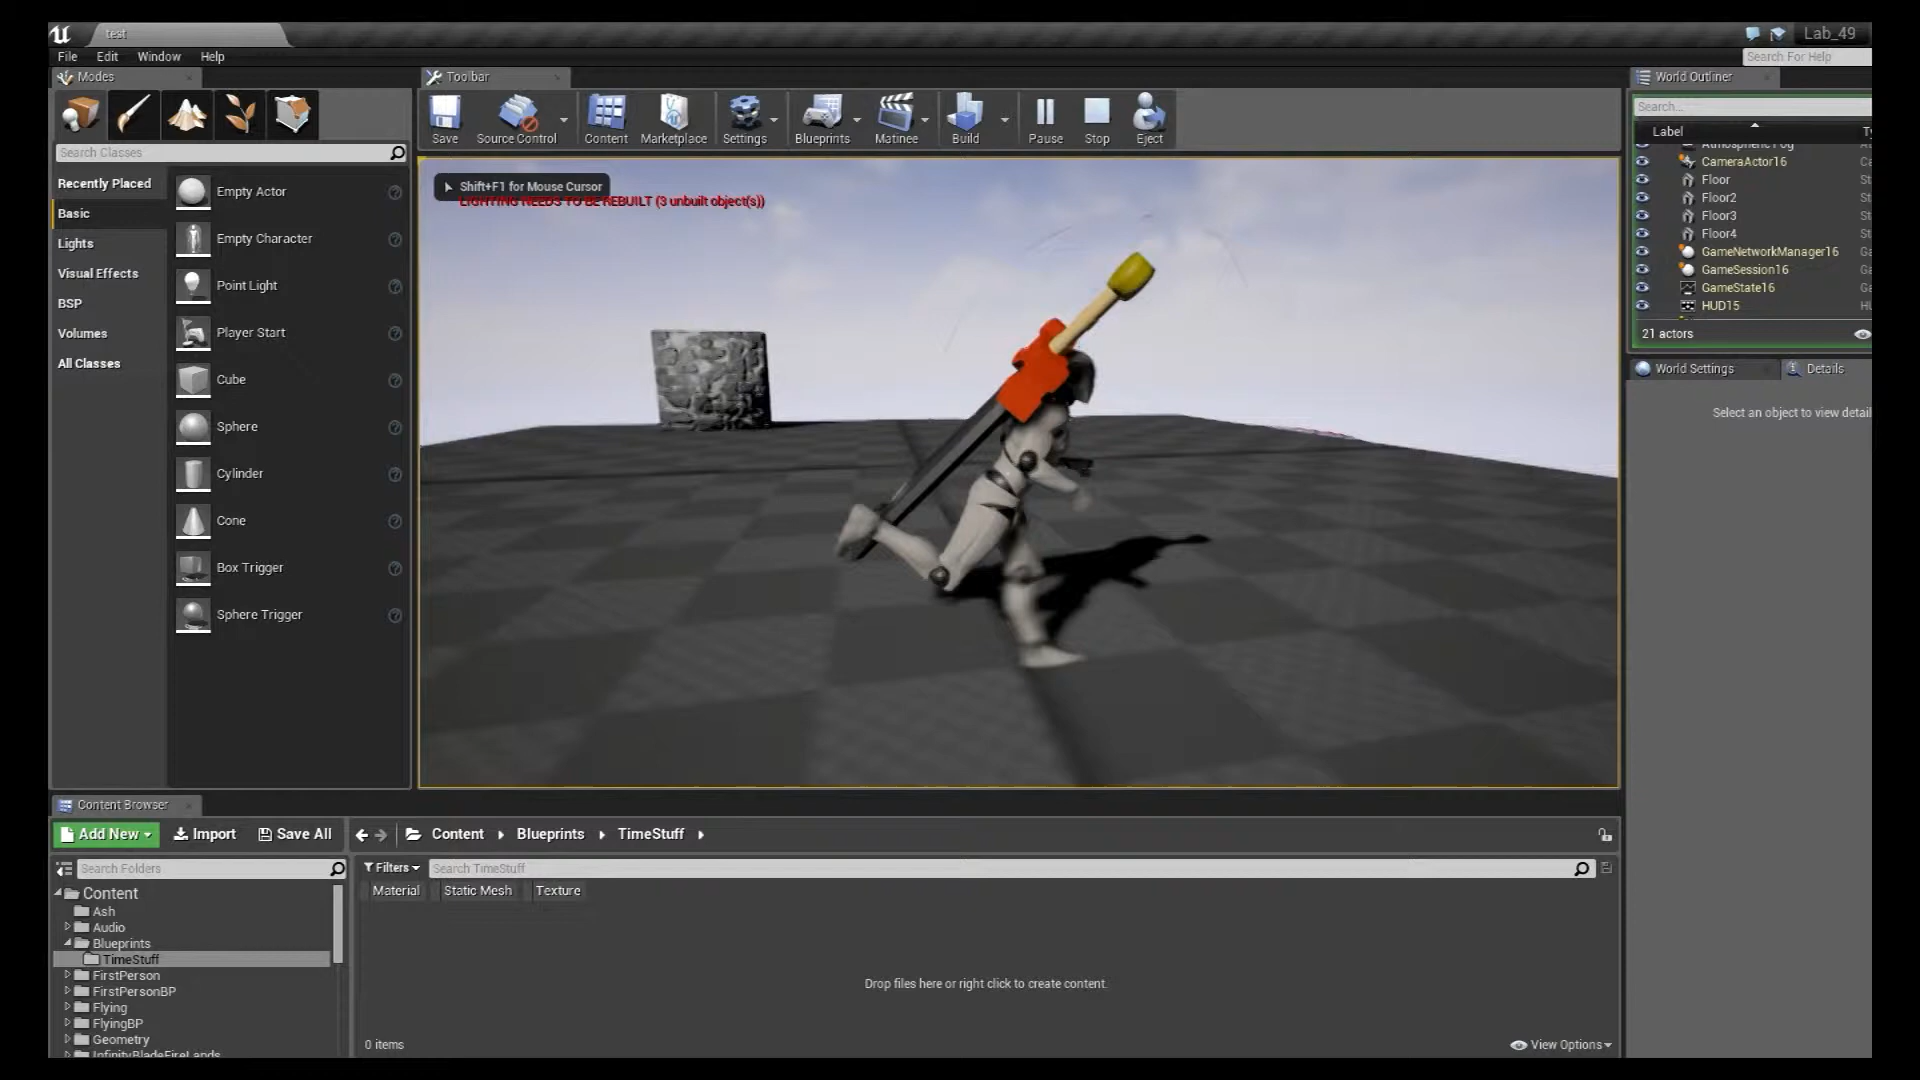 test
Lab_49
File Edit Window Help
Search For Help
Modes
Toolbar
World Outliner
Save
Source Control
Content
Marketplace
Settings
Blueprints
Matinee
Build
Pause
Stop
Eject
Search Classes
Recently Placed
Basic
Lights
Visual Effects
BSP
Volumes
All Classes
Empty Actor
Empty Character
Point Light
Player Start
Cube
Sphere
Cylinder
Cone
Box Trigger
Sphere Trigger
Shift+F1 for Mouse Cursor
LIGHTING NEEDS TO BE REBUILT (3 unbuilt object(s))
Search...
Label
Atmospheric Fog
CameraActor16
Floor
Floor2
Floor3
Floor4
GameNetworkManager16
GameSession16
GameState16
HUD15
21 actors
World Settings
Details
Select an object to view detail
Content Browser
Add New
Import
Save All
Content
Blueprints
TimeStuff
Search Folders
Filters
Search TimeStuff
Material
Static Mesh
Texture
Content
Ash
Audio
Blueprints
TimeStuff
FirstPerson
FirstPersonBP
Flying
FlyingBP
Geometry
InfinityBladeFireLands
Drop files here or right click to create content.
0 items
View Options